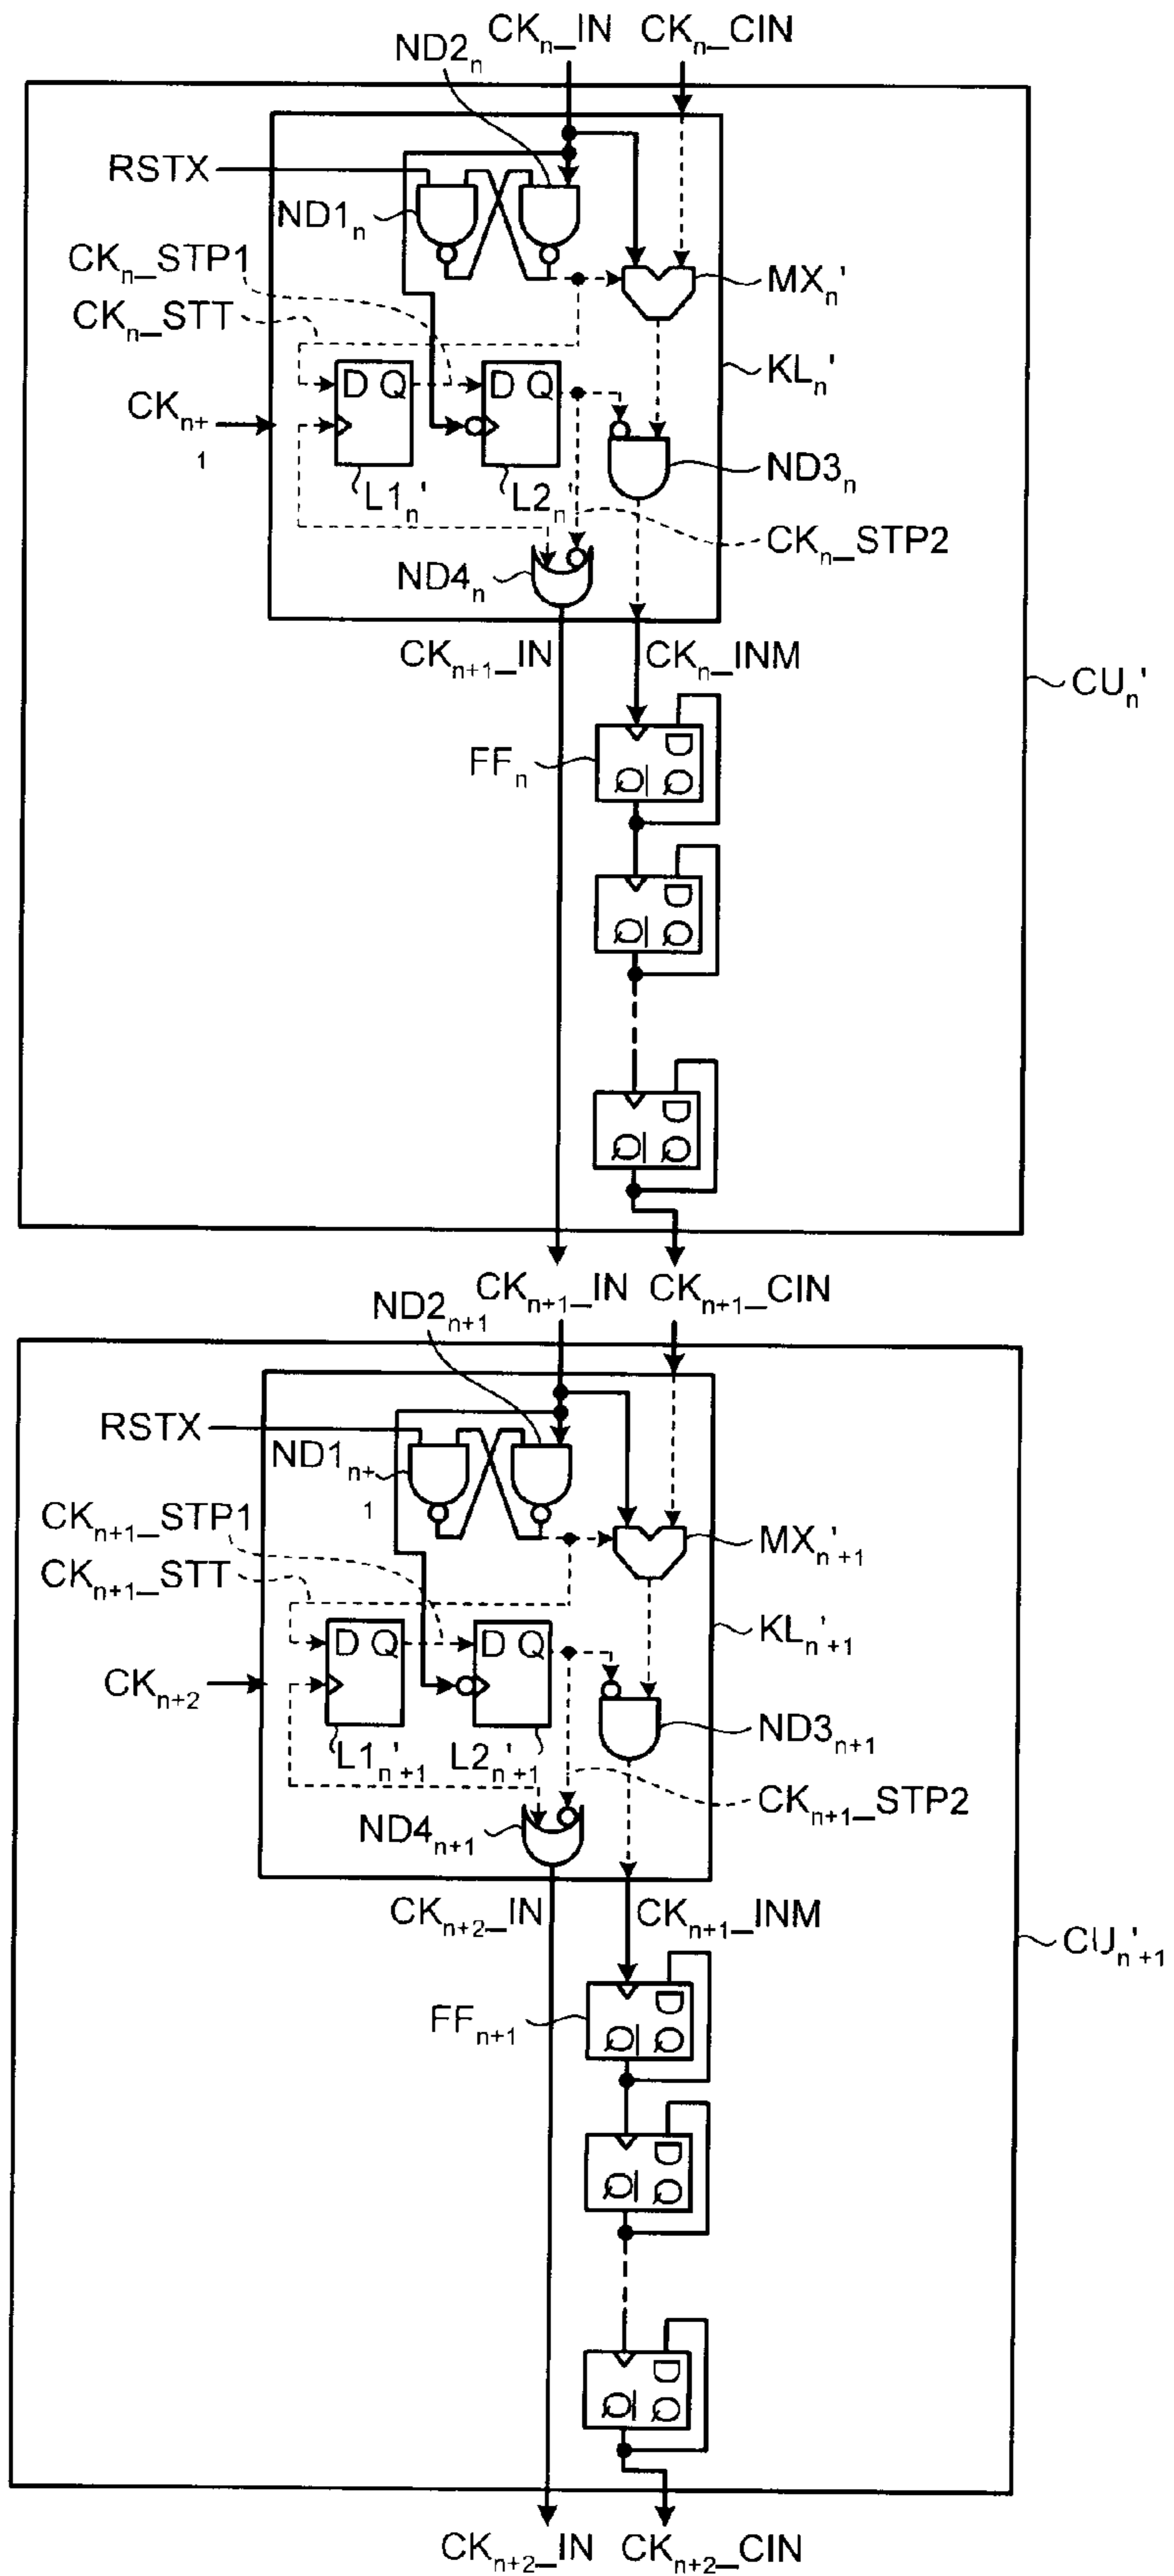 CKn_IN CKn_CIN
ND2n
RSTX
ND1n
CKn_STP1
CKn_STT
MXn'
KLn'
D Q
D Q
CKn+
1
L1n'
L2n'
ND3n
CKn_STP2
ND4n
CKn+1_IN
CKn_INM
CUn'
FFn
D
Q Q
D
Q Q
D
Q Q
CKn+1_IN CKn+1_CIN
ND2n+1
RSTX
ND1n+
1
CKn+1_STP1
CKn+1_STT
MXn'+1
KLn'+1
D Q
D Q
CKn+2
L1n'+1
L2n'+1
ND3n+1
CKn+1_STP2
ND4n+1
CKn+2_IN
CKn+1_INM
CUn'+1
FFn+1
D
Q Q
D
Q Q
D
Q Q
CKn+2_IN CKn+2_CIN